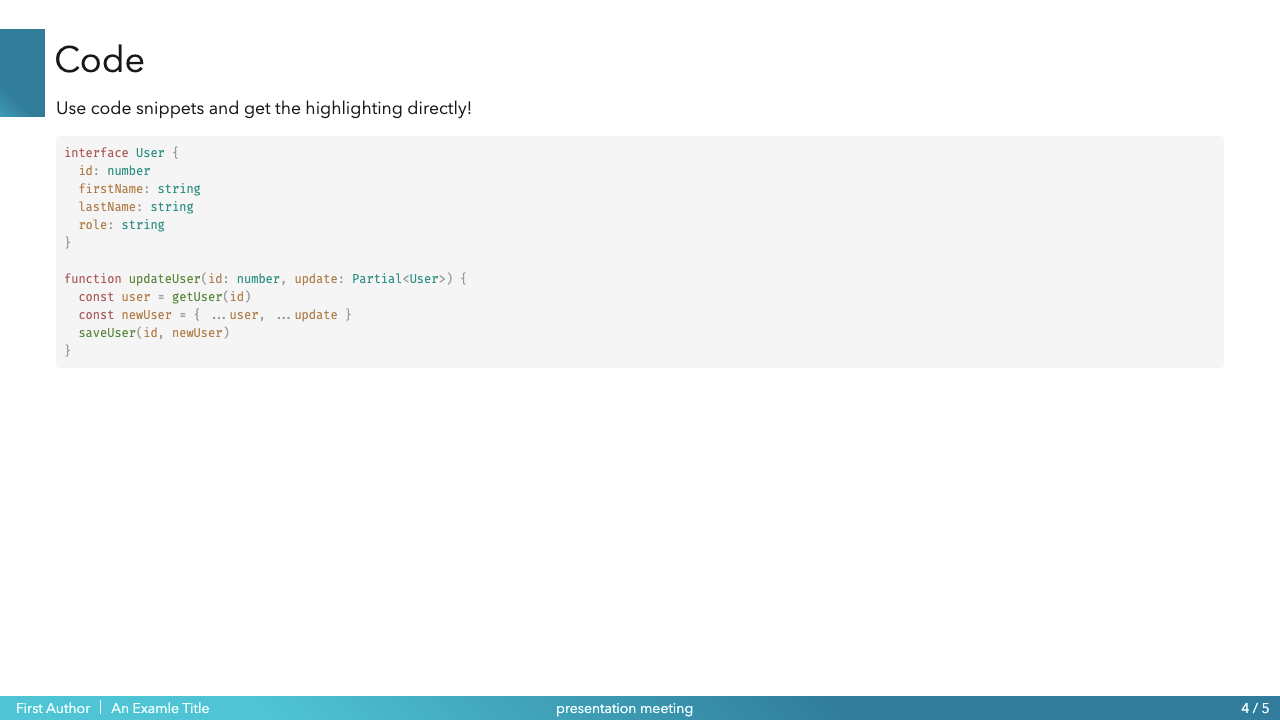 Code
Use code snippets and get the highlighting directly!
interface User {
  id: number
  firstName: string
  lastName: string
  role: string
}

function updateUser(id: number, update: Partial<User>) {
  const user = getUser(id)
  const newUser = { ...user, ...update }
  saveUser(id, newUser)
}
First Author | An Examle Title
presentation meeting
4 / 5